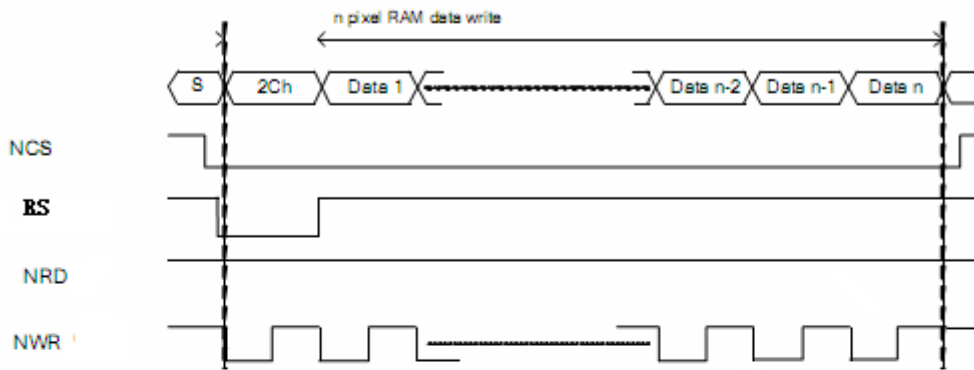 n pixel RAM data write
S 2Ch Data 1 Data n-2 Data n-1 Data n
NCS
RS
NRD
NWR